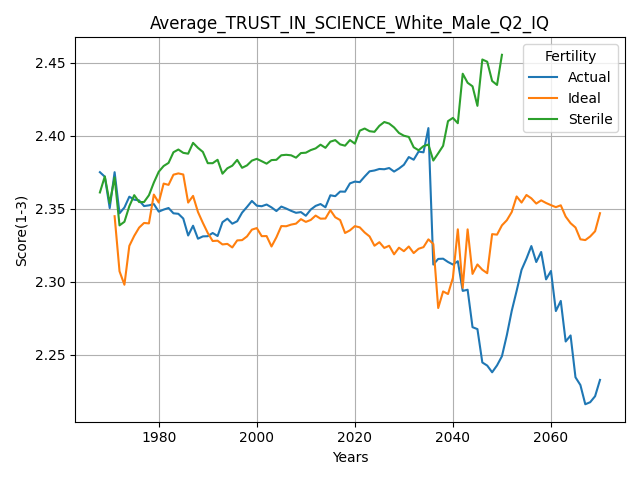 Average_TRUST_IN_SCIENCE_White_Male_Q2_IQ
Score(1-3)
2.45
2.40
2.35
2.30
2.25
Fertility
Actual
Ideal
Sterile
1980
2000
2020
2040
2060
Years